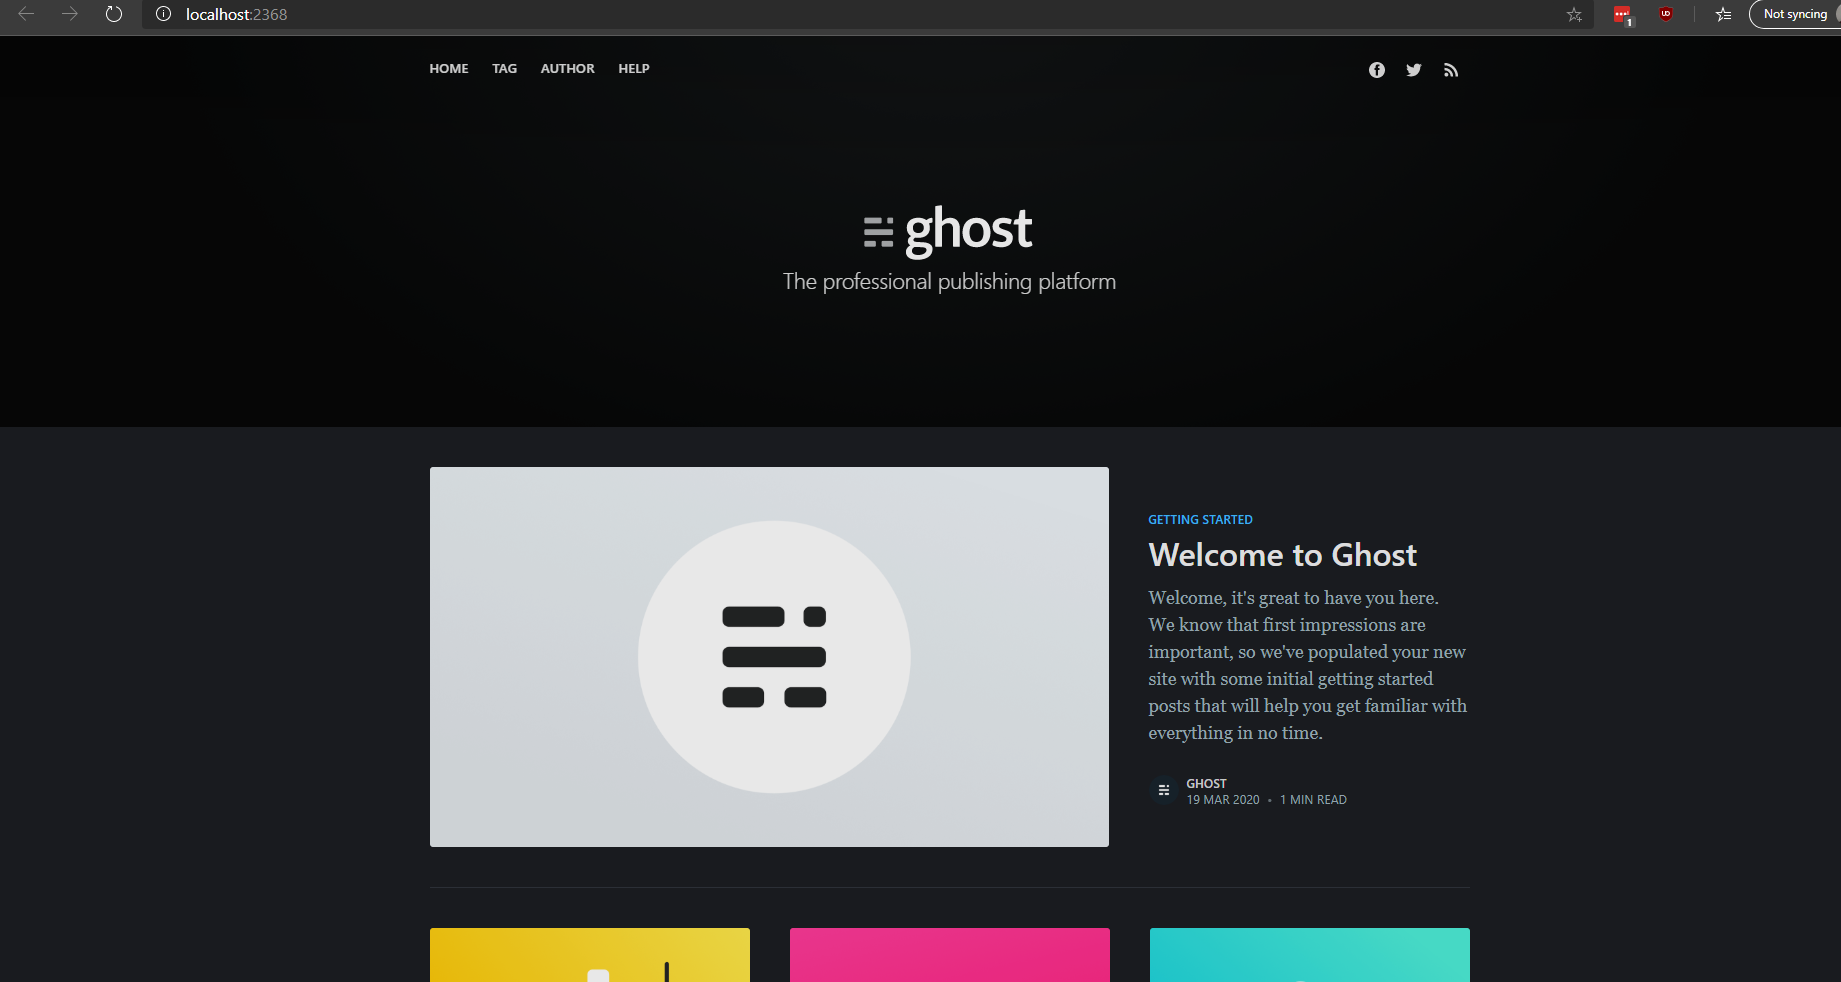 localhost:2368
1
Not syncing
HOME TAG AUTHOR HELP
ghost
The professional publishing platform
GETTING STARTED
Welcome to Ghost
Welcome, it's great to have you here.
We know that first impressions are
important, so we've populated your new
site with some initial getting started
posts that will help you get familiar with
everything in no time.
GHOST
19 MAR 2020 • 1 MIN READ